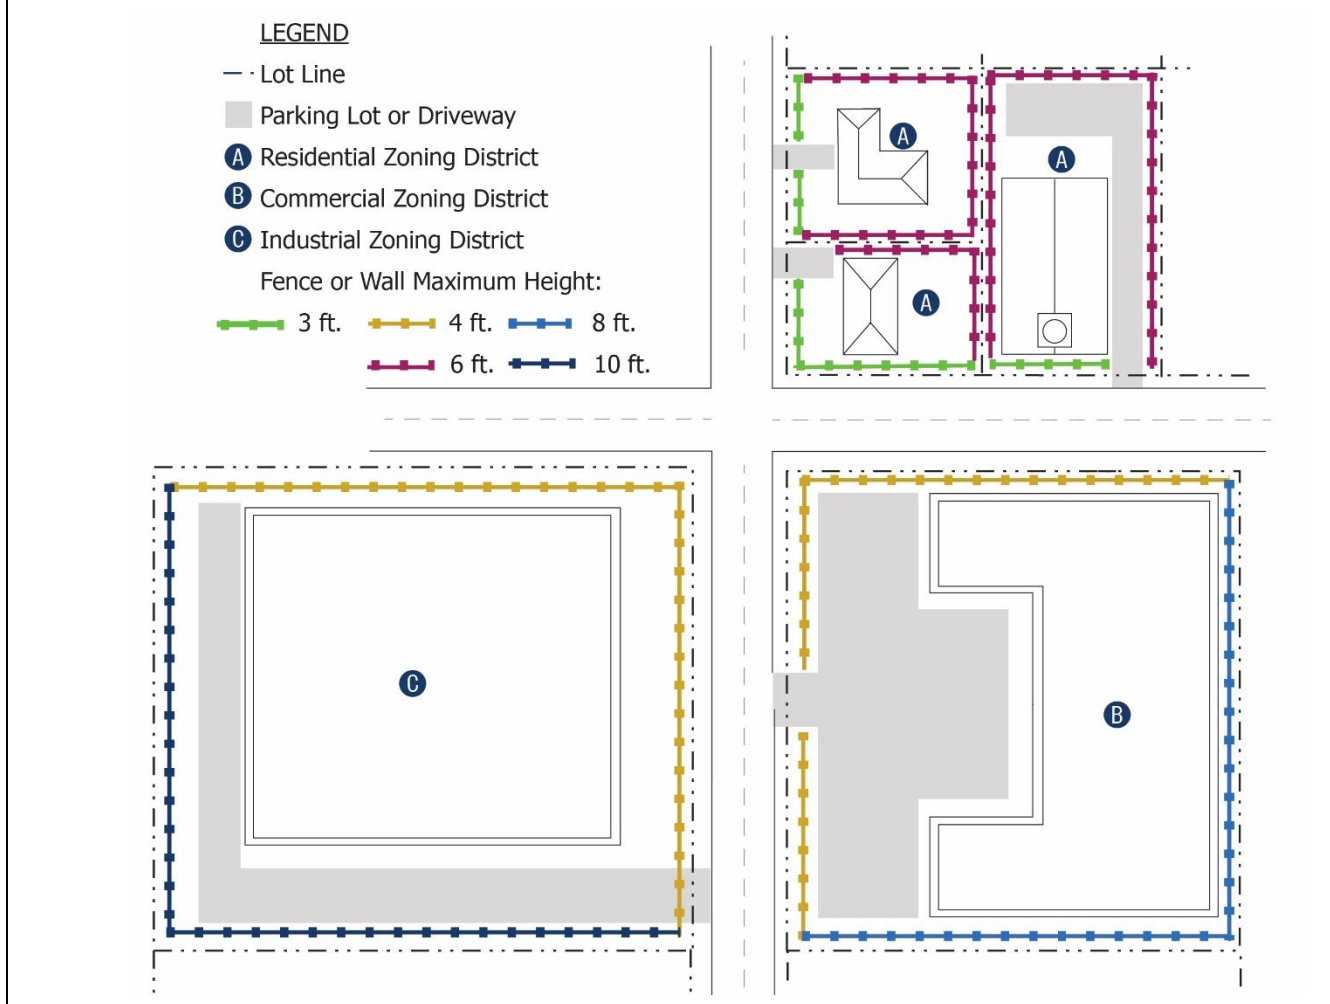 LEGEND
Lot Line
Parking Lot or Driveway
A Residential Zoning District
B Commercial Zoning District
C Industrial Zoning District
Fence or Wall Maximum Height:
3 ft. 4 ft. 8 ft.
6 ft. 10 ft.
A
A
A
C
B